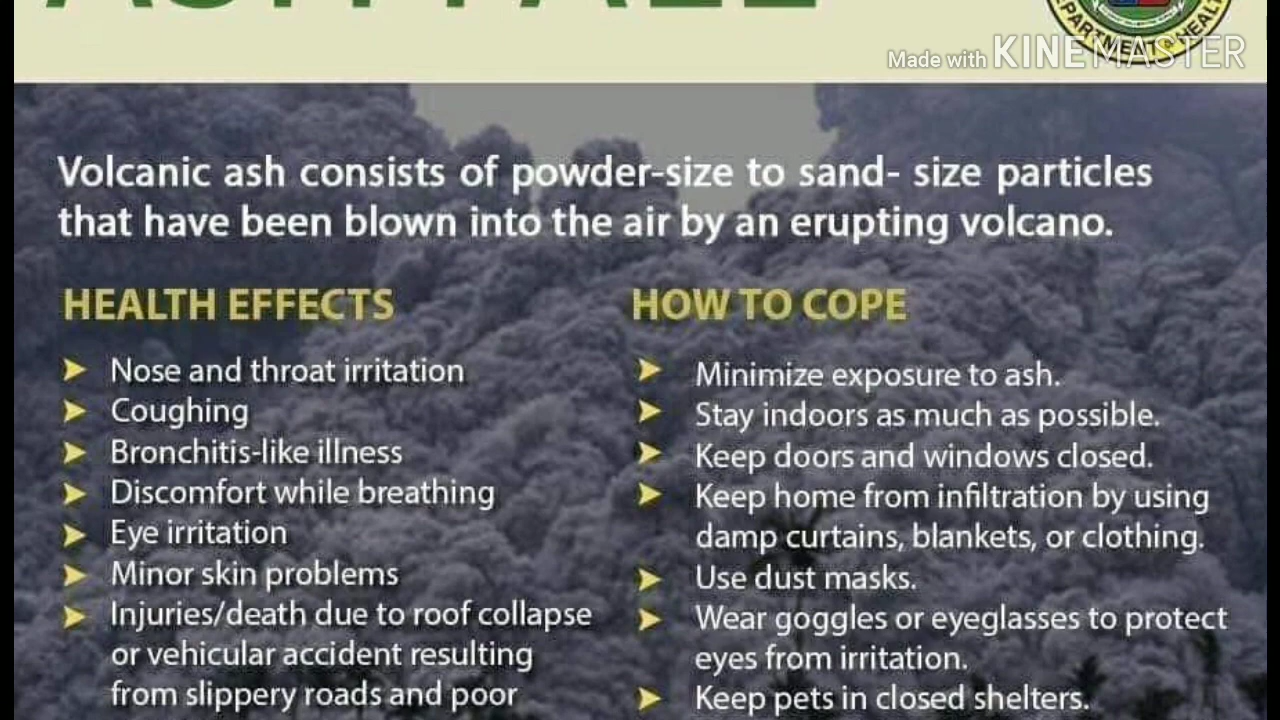 ASH FALL
DEPARTMENT OF HEALTH
Made with KINEMASTER
Volcanic ash consists of powder-size to sand- size particles
that have been blown into the air by an erupting volcano.
HEALTH EFFECTS
Nose and throat irritation
Coughing
Bronchitis-like illness
Discomfort while breathing
Eye irritation
Minor skin problems
Injuries/death due to roof collapse
or vehicular accident resulting
from slippery roads and poor
HOW TO COPE
Minimize exposure to ash.
Stay indoors as much as possible.
Keep doors and windows closed.
Keep home from infiltration by using
damp curtains, blankets, or clothing.
Use dust masks.
Wear goggles or eyeglasses to protect
eyes from irritation.
Keep pets in closed shelters.